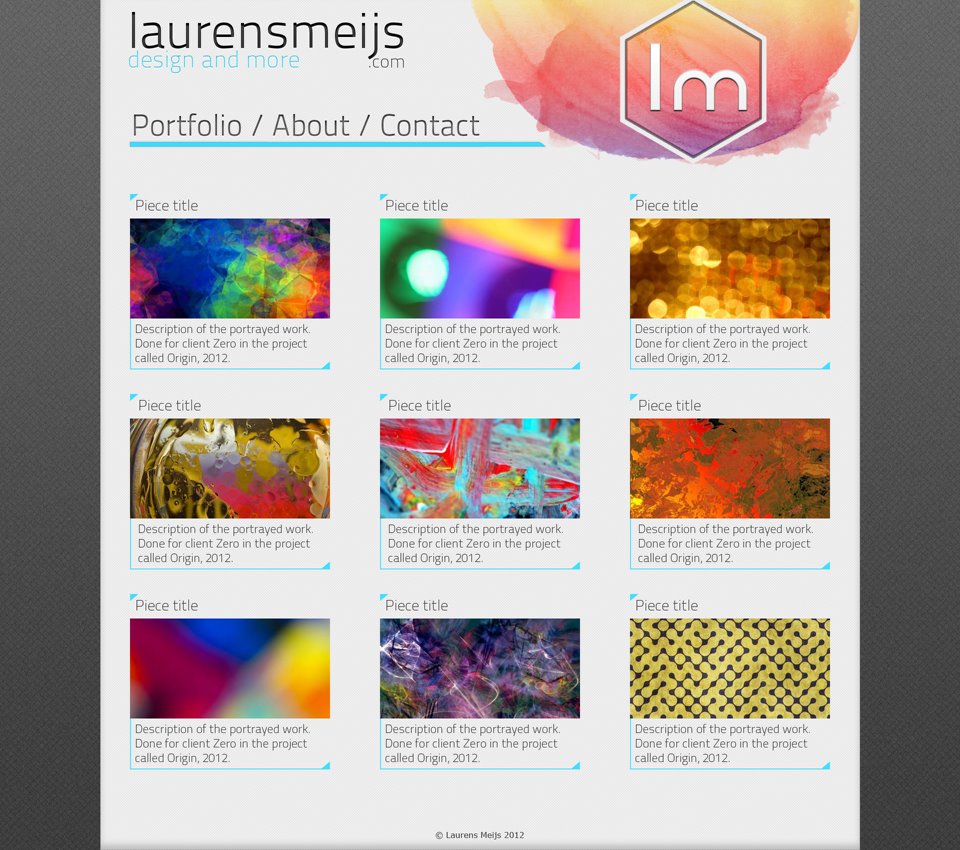 laurensmeijs
design and more
.com
lm
Portfolio / About / Contact
Piece title
Description of the portrayed work.
Done for client Zero in the project
called Origin, 2012.
Piece title
Description of the portrayed work.
Done for client Zero in the project
called Origin, 2012.
Piece title
Description of the portrayed work.
Done for client Zero in the project
called Origin, 2012.
Piece title
Description of the portrayed work.
Done for client Zero in the project
called Origin, 2012.
Piece title
Description of the portrayed work.
Done for client Zero in the project
called Origin, 2012.
Piece title
Description of the portrayed work.
Done for client Zero in the project
called Origin, 2012.
Piece title
Description of the portrayed work.
Done for client Zero in the project
called Origin, 2012.
Piece title
Description of the portrayed work.
Done for client Zero in the project
called Origin, 2012.
Piece title
Description of the portrayed work.
Done for client Zero in the project
called Origin, 2012.
© Laurens Meijs 2012